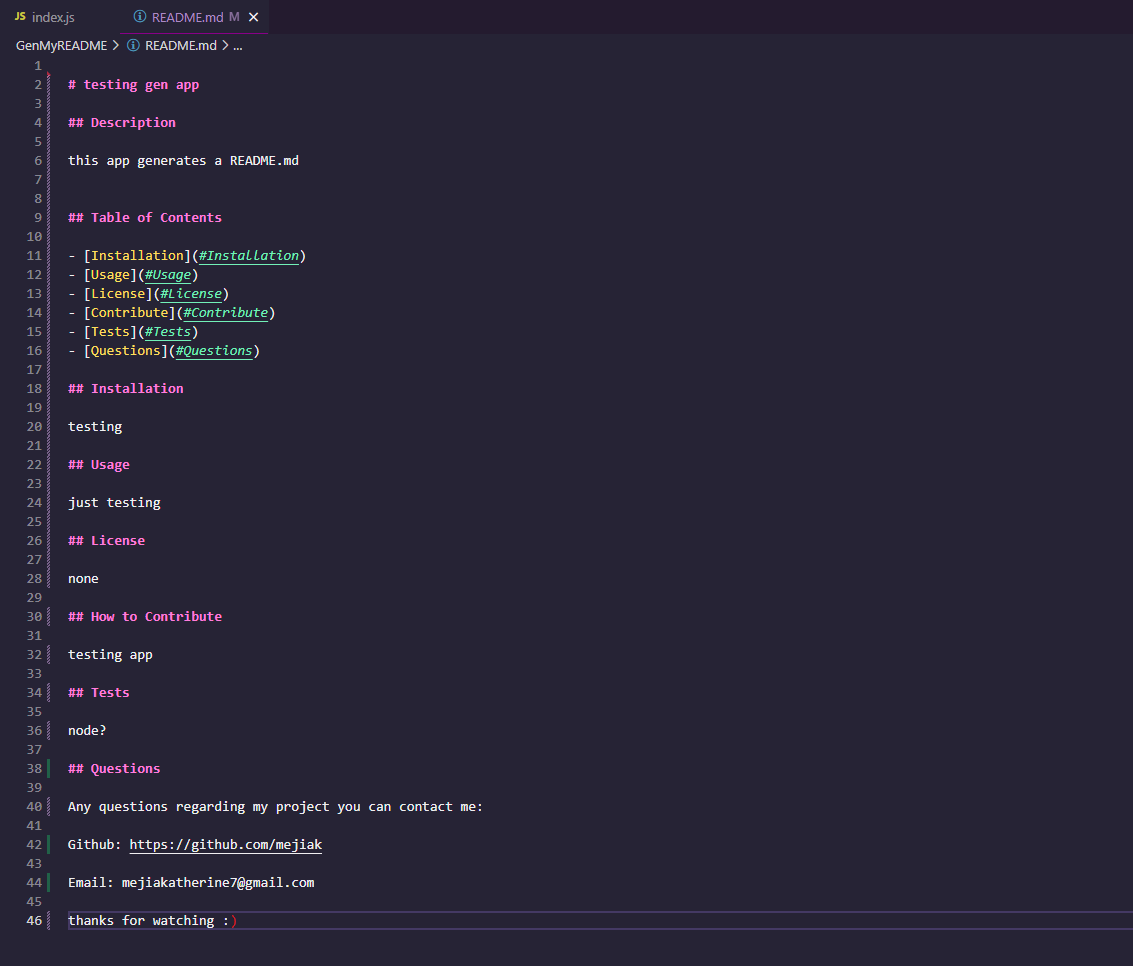 JS index.js
README.md M
GenMyREADME > README.md > ...
1
2 # testing gen app
3
4 ## Description
5
6 this app generates a README.md
7
8
9 ## Table of Contents
10
11 - [Installation](#Installation)
12 - [Usage](#Usage)
13 - [License](#License)
14 - [Contribute](#Contribute)
15 - [Tests](#Tests)
16 - [Questions](#Questions)
17
18 ## Installation
19
20 testing
21
22 ## Usage
23
24 just testing
25
26 ## License
27
28 none
29
30 ## How to Contribute
31
32 testing app
33
34 ## Tests
35
36 node?
37
38 ## Questions
39
40 Any questions regarding my project you can contact me:
41
42 Github: https://github.com/mejiak
43
44 Email: mejiakatherine7@gmail.com
45
46 thanks for watching :)